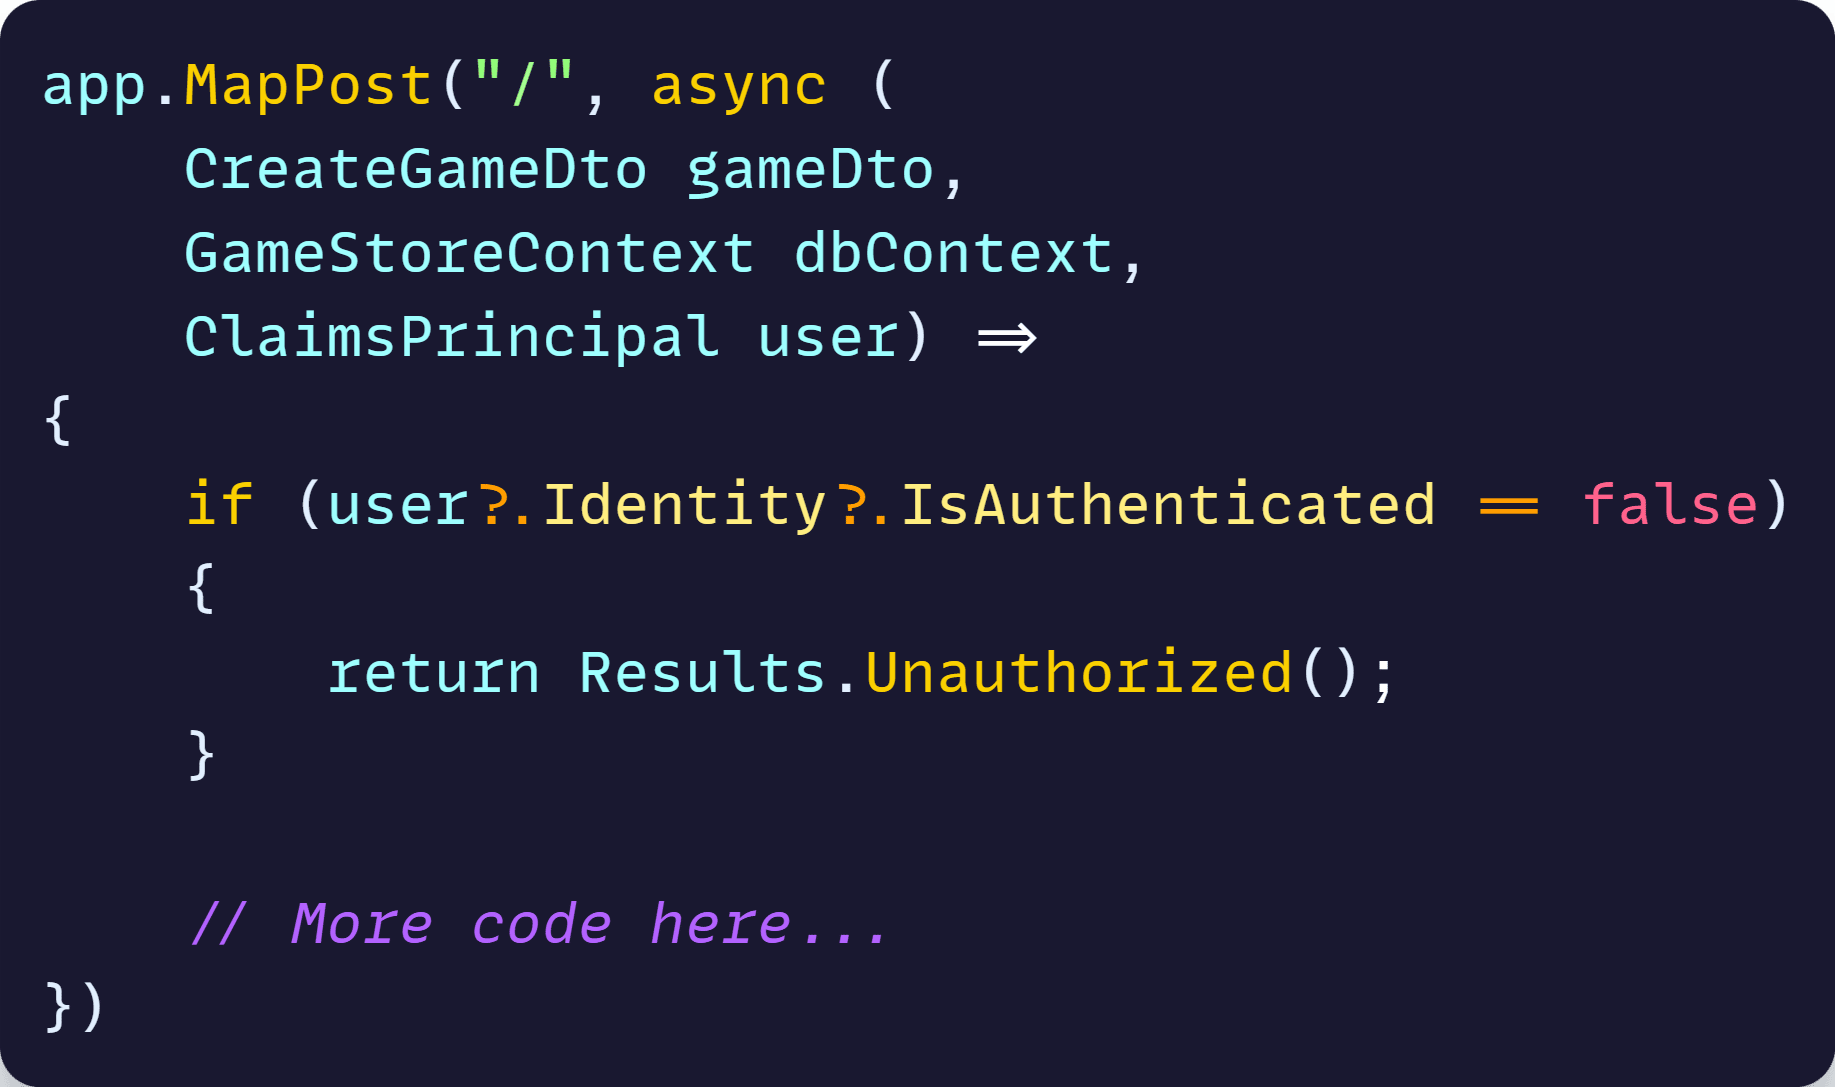 app.MapPost("/", async (
    CreateGameDto gameDto,
    GameStoreContext dbContext,
    ClaimsPrincipal user) =>
{
    if (user?.Identity?.IsAuthenticated == false)
    {
        return Results.Unauthorized();
    }

    // More code here...
})